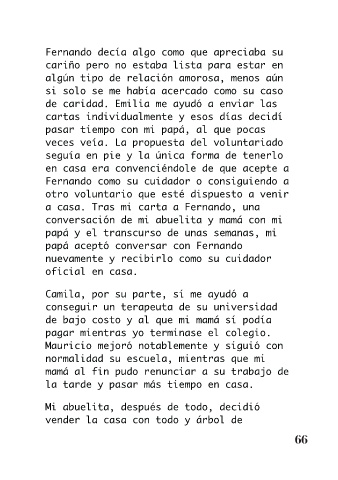 Fernando decía algo como que apreciaba su
cariño pero no estaba lista para estar en
algún tipo de relación amorosa, menos aún
si solo se me había acercado como su caso
de caridad. Emilia me ayudó a enviar las
cartas individualmente y esos días decidí
pasar tiempo con mi papá, al que pocas
veces veía. La propuesta del voluntariado
seguía en pie y la única forma de tenerlo
en casa era convenciéndole de que acepte a
Fernando como su cuidador o consiguiendo a
otro voluntario que esté dispuesto a venir
a casa. Tras mi carta a Fernando, una
conversación de mi abuelita y mamá con mi
papá y el transcurso de unas semanas, mi
papá aceptó conversar con Fernando
nuevamente y recibirlo como su cuidador
oficial en casa.
Camila, por su parte, sí me ayudó a
conseguir un terapeuta de su universidad
de bajo costo y al que mi mamá sí podía
pagar mientras yo terminase el colegio.
Mauricio mejoró notablemente y siguió con
normalidad su escuela, mientras que mi
mamá al fin pudo renunciar a su trabajo de
la tarde y pasar más tiempo en casa.
Mi abuelita, después de todo, decidió
vender la casa con todo y árbol de
66